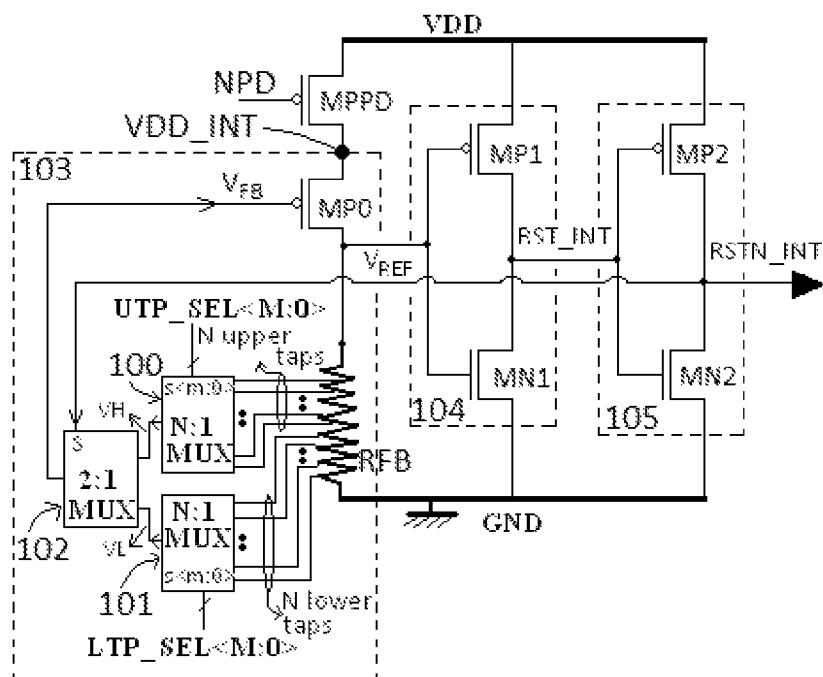 VDD
NPD
MPPD
VDD_INT
103
V_FB
MP0
MP1
MP2
RST_INT
RSTN_INT
V_REF
UTP_SEL<M:0>
N upper
taps
100
s<m:0>
VH
N:1
MUX
104
MN1
105
MN2
S
2:1
MUX
RFB
102
VL
N:1
MUX
s<m:0>
101
GND
N lower
taps
LTP_SEL<M:0>